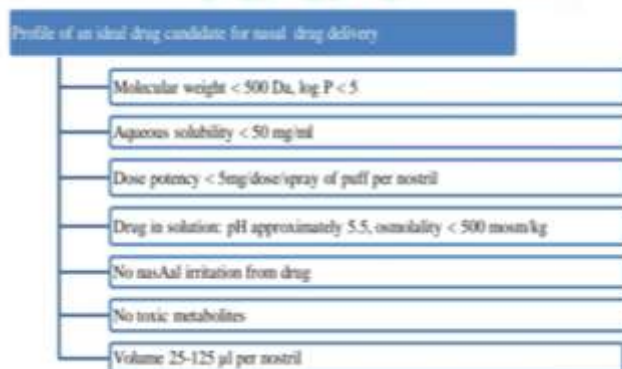 Profile of an ideal drug candidate for nasal drug delivery
Molecular weight < 500 Da, log P < 5
Aqueous solubility < 50 mg/ml
Dose potency < 5mg/dose/spray of puff per nostril
Drug in solution: pH approximately 5.5, osmolality < 500 mosm/kg
No nasAal irritation from drug
No toxic metabolites
Volume 25-125 µl per nostril